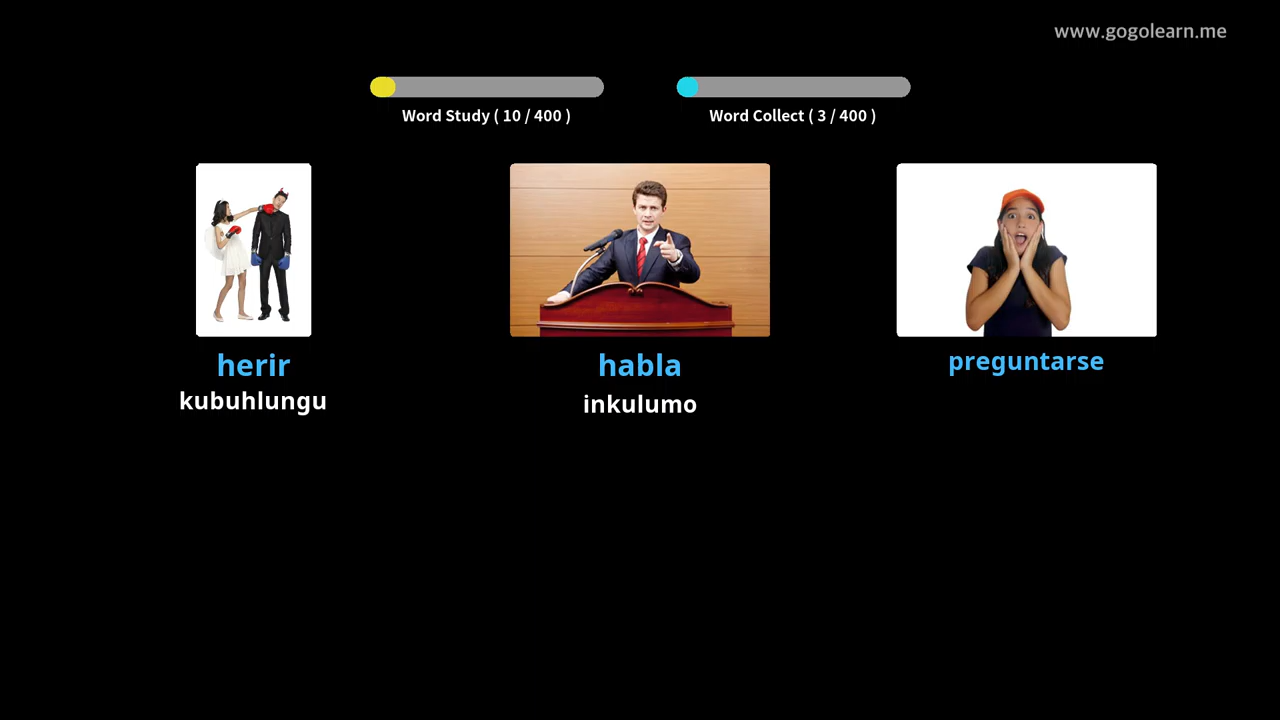 www.gogolearn.me
Word Study ( 10 / 400 )
Word Collect ( 3 / 400 )
herir
kubuhlungu
habla
inkulumo
preguntarse